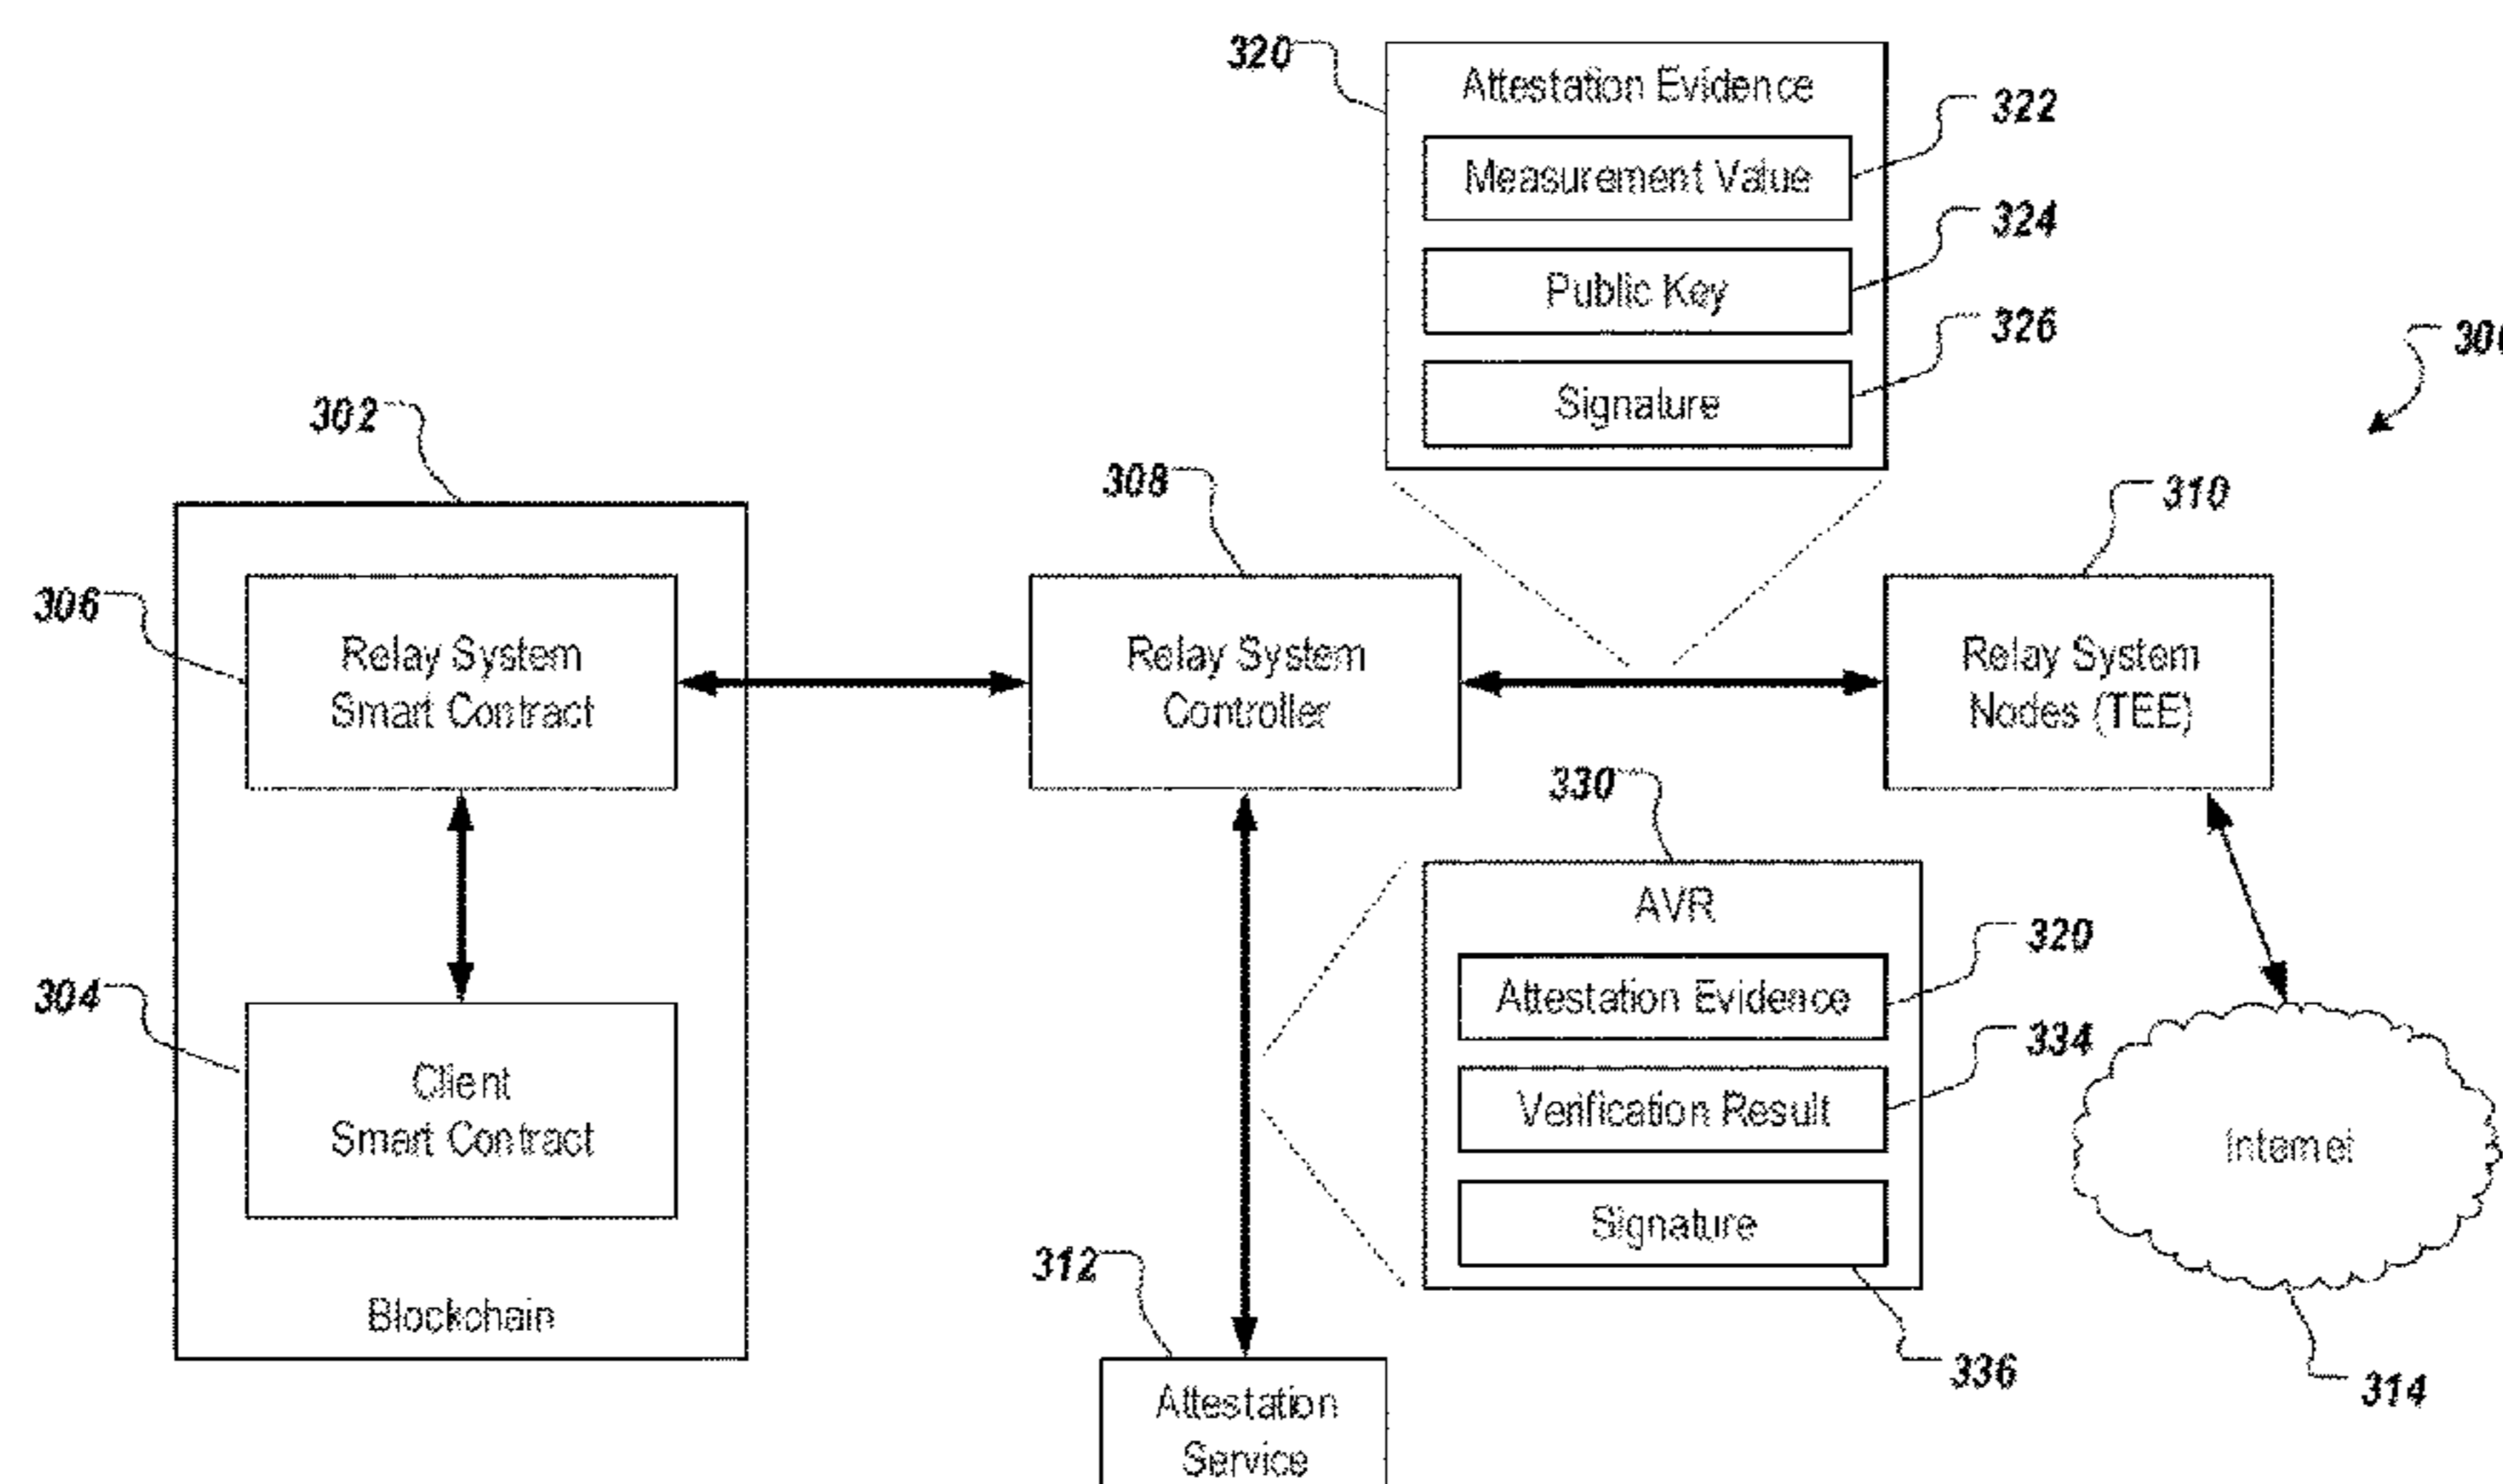 320
Attestation Evidence
322
Measurement Value
324
Public Key
326
Signature
302
308
310
306
Relay System
Smart Contract
Relay System
Controller
Relay System
Nodes (TEE)
330
AVR
320
Attestation Evidence
334
Verification Result
Signature
336
304
Client
Smart Contract
Blockchain
Internet
314
312
Attestation
Service